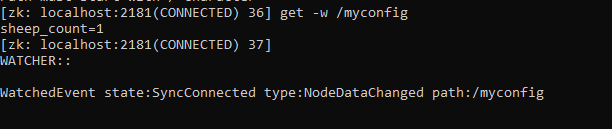 [zk: localhost:2181(CONNECTED) 36] get -w /myconfig
sheep_count=1
[zk: localhost:2181(CONNECTED) 37]
WATCHER::
WatchedEvent state:SyncConnected type:NodeDataChanged path:/myconfig